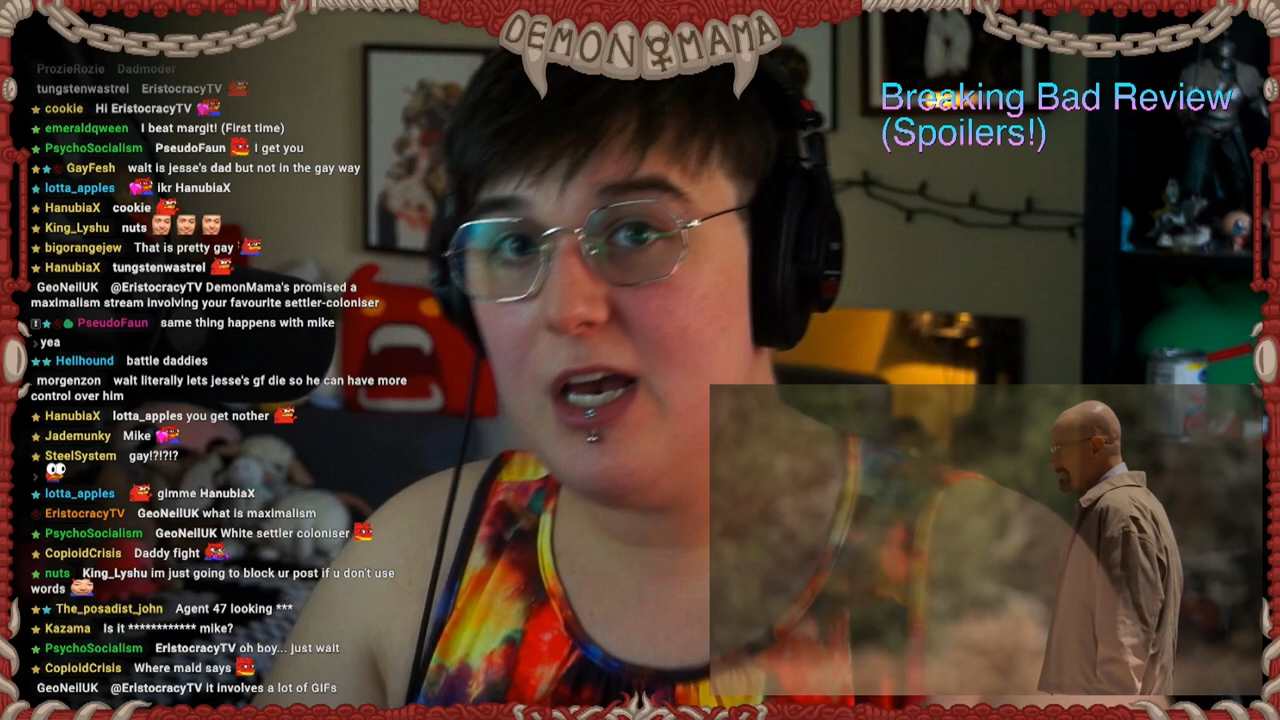 DEMON MAMA
Breaking Bad Review
(Spoilers!)
ProzieRozie Dadmoder
tungstenwastrel EristocracyTV
cookie Hi EristocracyTV
emeraldqween I beat margit! (First time)
PsychoSocialism PseudoFaun I get you
GayFesh walt is jesse's dad but not in the gay way
lotta_apples ikr HanubiaX
HanubiaX cookie
King_Lyshu nuts
bigorangejew That is pretty gay
HanubiaX tungstenwastrel
GeoNeilUK @EristocracyTV DemonMama's promised a
maximalism stream involving your favourite settler-coloniser
PseudoFaun same thing happens with mike
> yea
Hellhound battle daddies
morgenzon walt literally lets jesse's gf die so he can have more
control over him
HanubiaX lotta_apples you get nother
Jademunky Mike
SteelSystem gay!?!?!?
>
lotta_apples gimme HanubiaX
EristocracyTV GeoNeilUK what is maximalism
PsychoSocialism GeoNeilUK White settler coloniser
CopioidCrisis Daddy fight
nuts King_Lyshu im just going to block ur post if u don't use
words
The_posadist_john Agent 47 looking ***
Kazama Is it ************ mike?
PsychoSocialism EristocracyTV oh boy... just wait
CopioidCrisis Where mald says
GeoNeilUK @EristocracyTV it involves a lot of GIFs